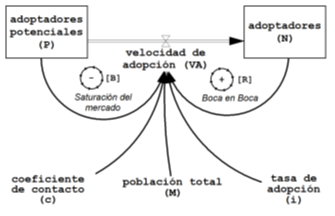 adoptadores
potenciales
(P)
adoptadores
(N)
velocidad de
adopción (VA)
- [B]
+ [R]
Saturación del
mercado
Boca en Boca
coeficiente
de contacto
(c)
población total
(M)
tasa de
adopción
(i)